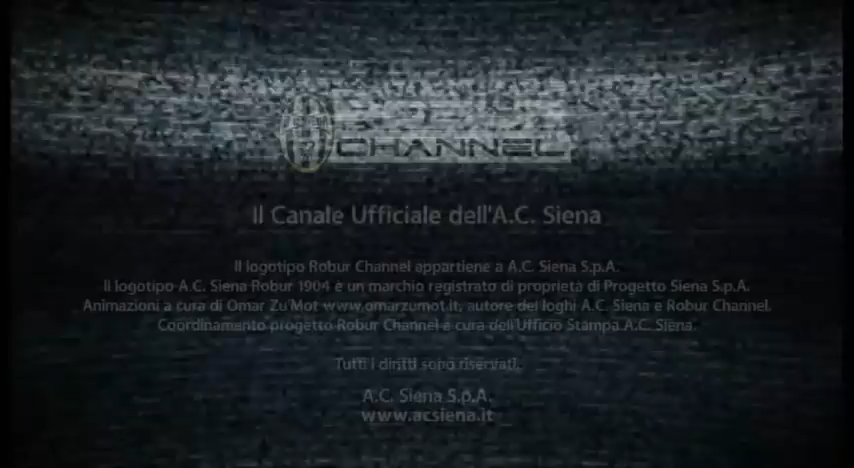 CHANNEL
Il Canale Ufficiale dell'A.C. Siena
Il logotipo Robur Channel appartiene a A.C. Siena S.p.A.
Il logotipo A.C. Siena Robur 1904 è un marchio registrato di proprietà di Progetto Siena S.p.A.
Animazioni a cura di Omar Zu'Mot www.omarzumot.it, autore dei loghi A.C. Siena e Robur Channel.
Coordinamento progetto Robur Channel a cura dell'Ufficio Stampa A.C. Siena.
Tutti i diritti sono riservati.
A.C. Siena S.p.A.
www.acsiena.it